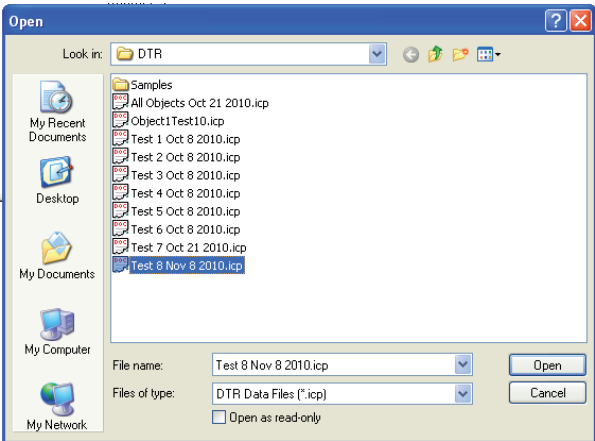 Open
Look in: DTR
Samples
All Objects Oct 21 2010.icp
Object1Test10.icp
Test 1 Oct 8 2010.icp
Test 2 Oct 8 2010.icp
Test 3 Oct 8 2010.icp
Test 4 Oct 8 2010.icp
Test 5 Oct 8 2010.icp
Test 6 Oct 8 2010.icp
Test 7 Oct 21 2010.icp
Test 8 Nov 8 2010.icp
My Recent
Documents
Desktop
My Documents
My Computer
My Network
File name: Test 8 Nov 8 2010.icp Open
Files of type: DTR Data Files (*.icp) Cancel
Open as read-only